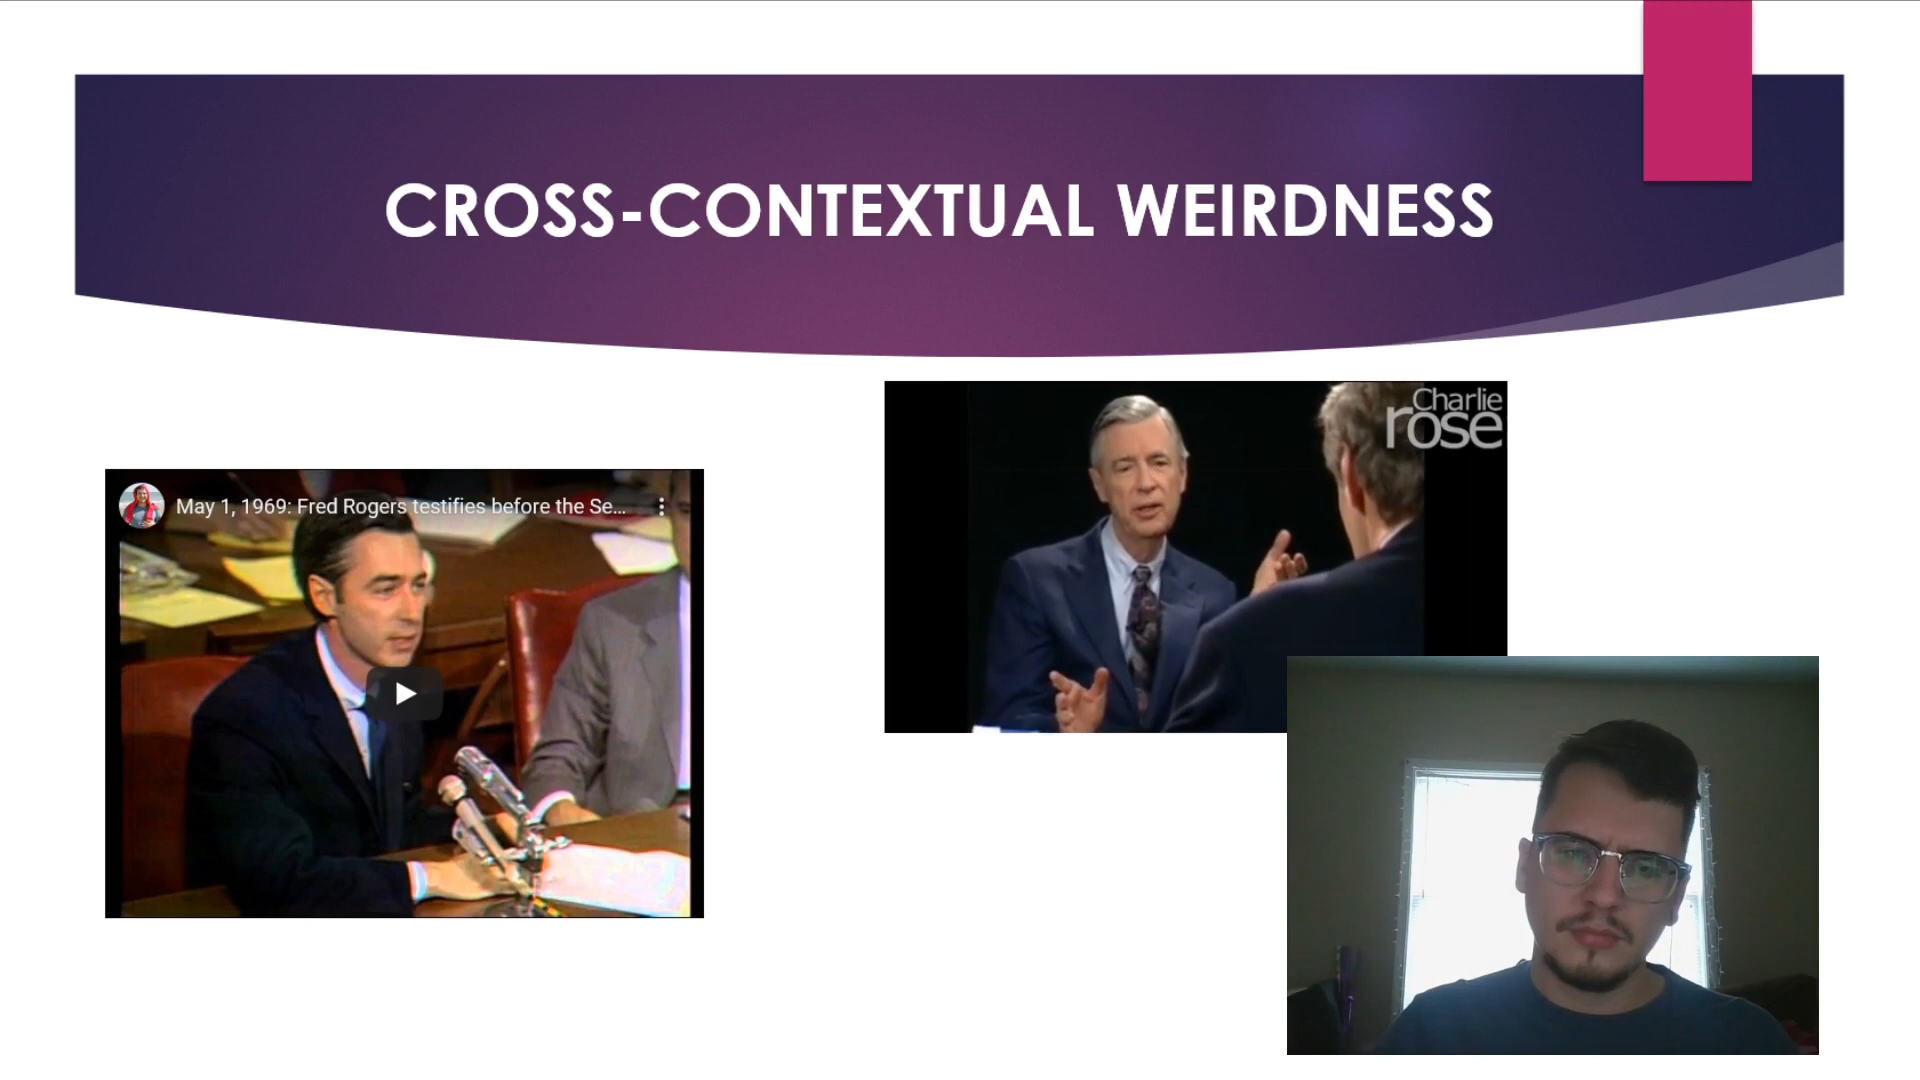 CROSS-CONTEXTUAL WEIRDNESS
Charlie
rose
May 1, 1969: Fred Rogers testifies before the Se...